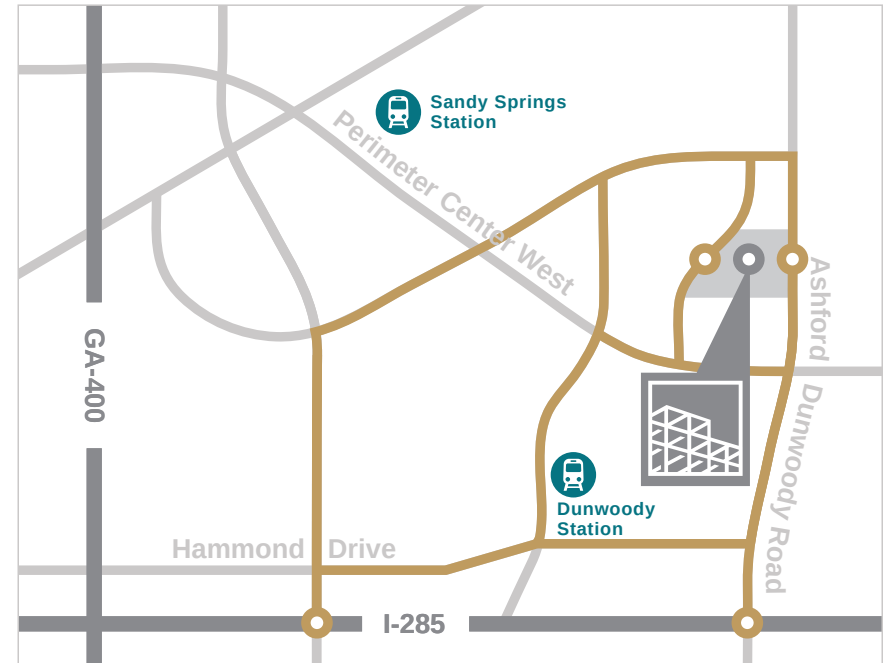 Sandy Springs
Station
Perimeter Center West
Ashford Dunwoody Road
GA-400
Dunwoody
Station
Hammond Drive
I-285